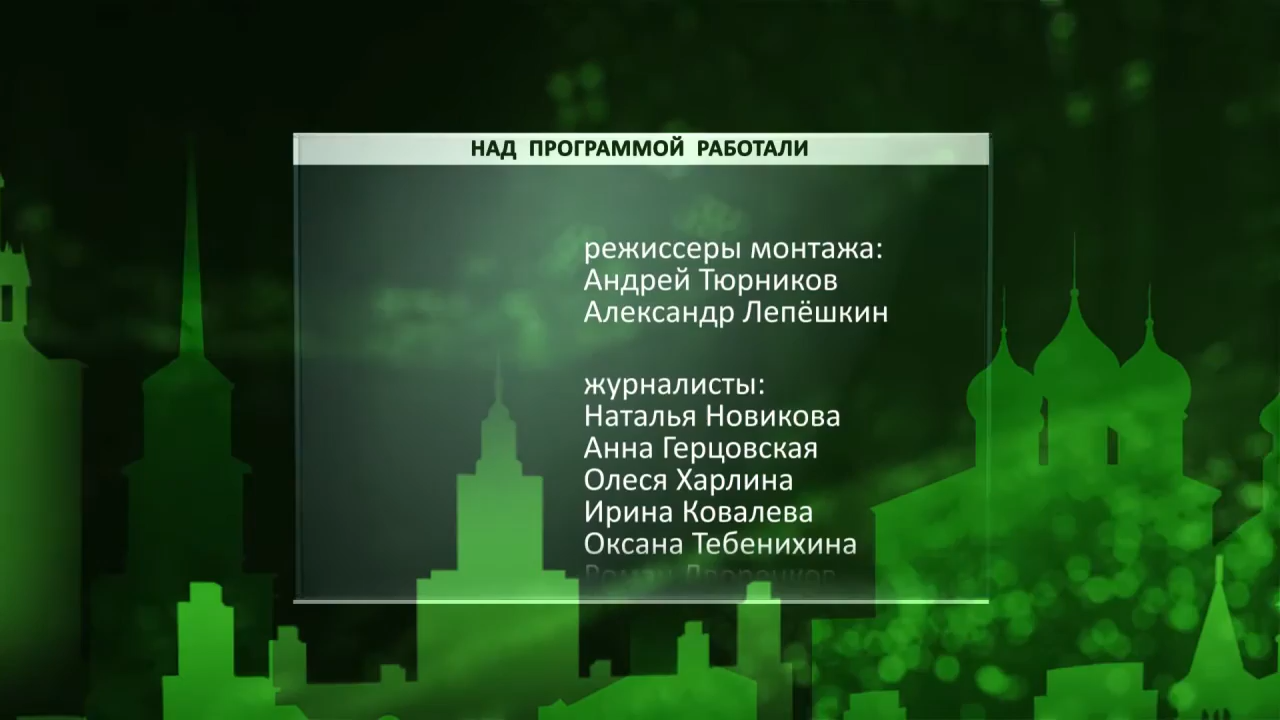 НАД ПРОГРАММОЙ РАБОТАЛИ
режиссеры монтажа:
Андрей Тюрников
Александр Лепёшкин
журналисты:
Наталья Новикова
Анна Герцовская
Олеся Харлина
Ирина Ковалева
Оксана Тебенихина
Роман